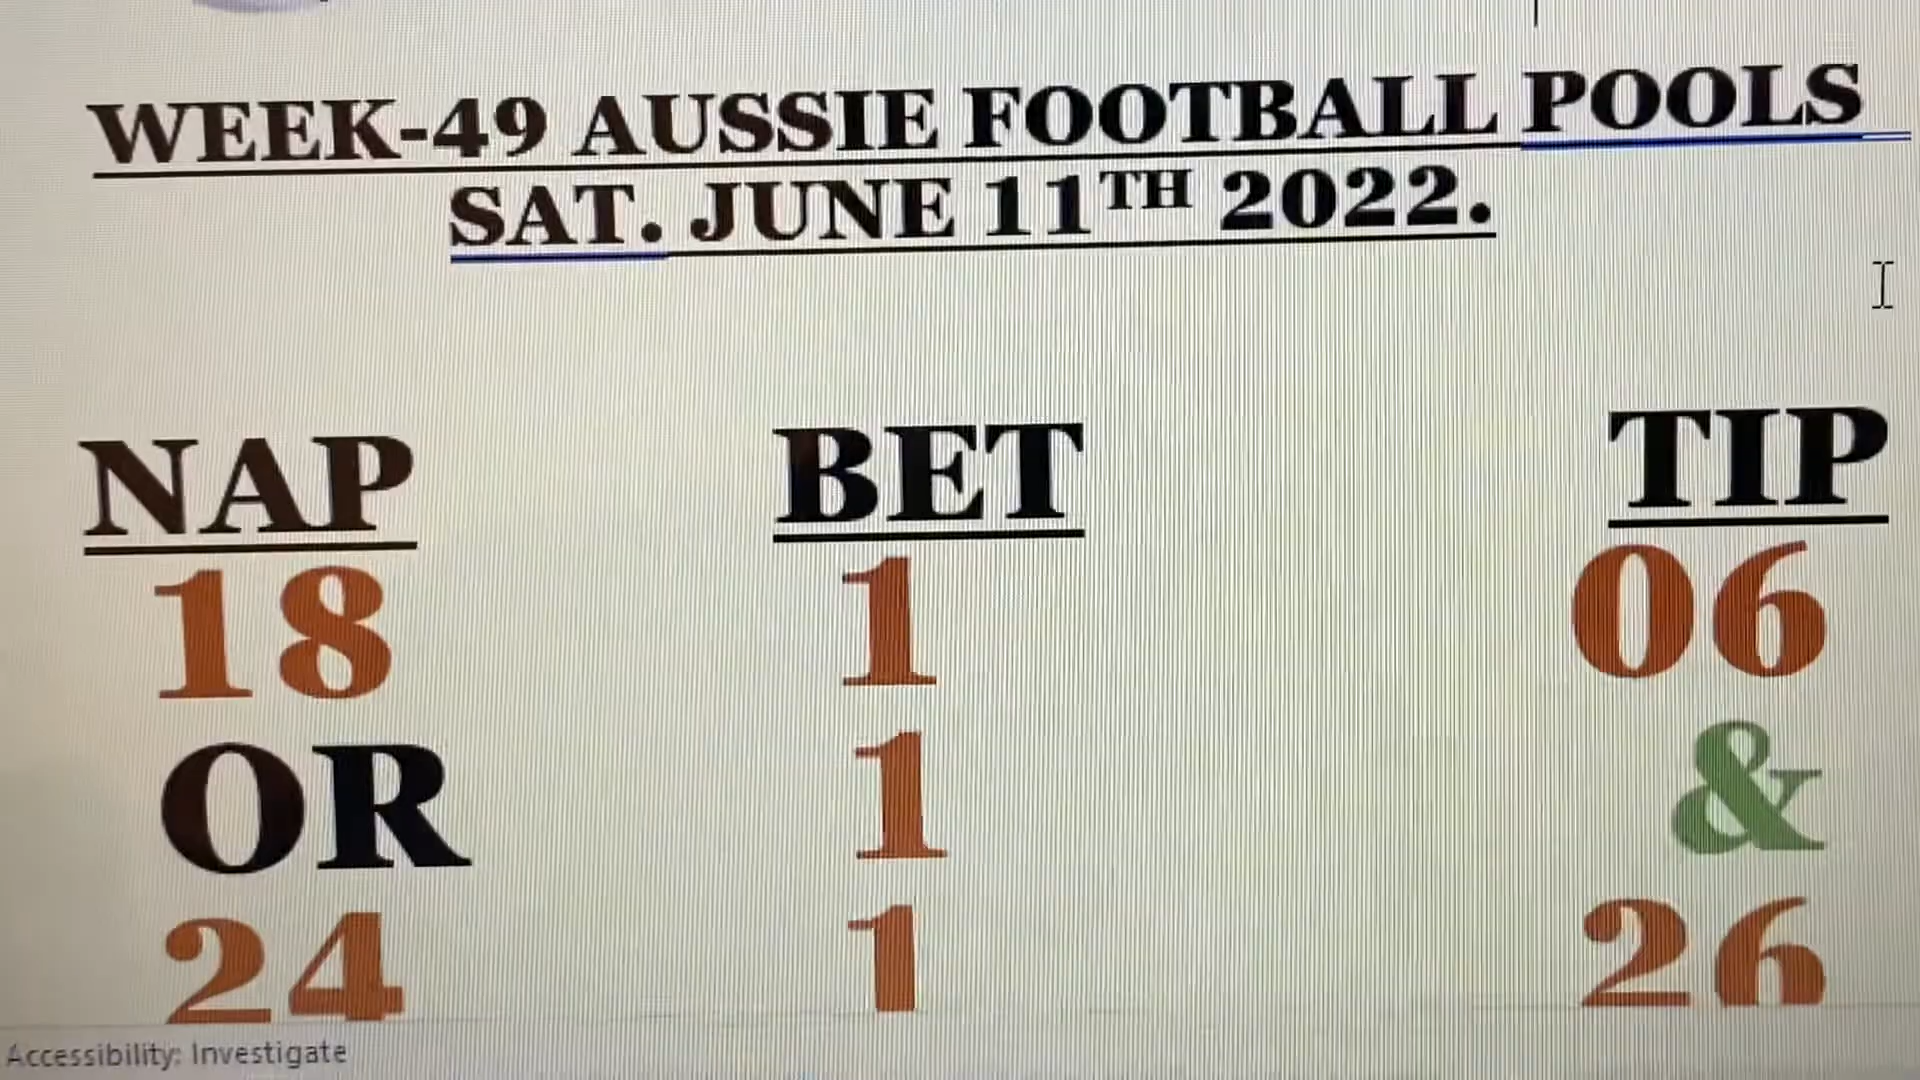 WEEK-49 AUSSIE FOOTBALL POOLS
SAT. JUNE 11TH 2022.
NAP BET TIP
18 1 06
OR 1 &
24 1 26
Accessibility: Investigate